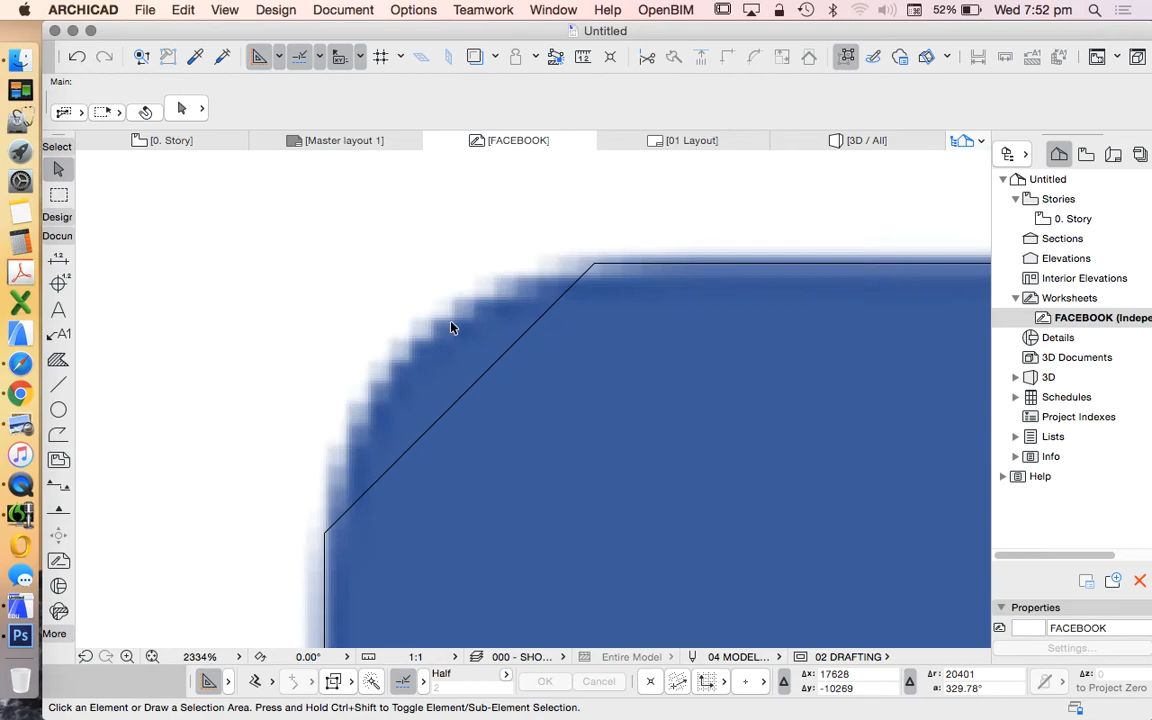 ARCHICAD File Edit View Design Document Options Teamwork Window Help OpenBIM 52% Wed 7:52 pm
Untitled
Main:
[0. Story] [Master layout 1] [FACEBOOK] [01 Layout] [3D / All]
Select
Design
Docun
A
A1
More
Untitled
Stories
0. Story
Sections
Elevations
Interior Elevations
Worksheets
FACEBOOK (Indepe
Details
3D Documents
3D
Schedules
Project Indexes
Lists
Info
Help
Properties
FACEBOOK
Settings...
2334% 0.00° 1:1 000 - SHO... Entire Model 04 MODEL... 02 DRAFTING
Half
2
OK Cancel
Δx: 17628
Δy: -10269
Δr: 20401
a: 329.78°
Δz: 0
to Project Zero
Click an Element or Draw a Selection Area. Press and Hold Ctrl+Shift to Toggle Element/Sub-Element Selection.